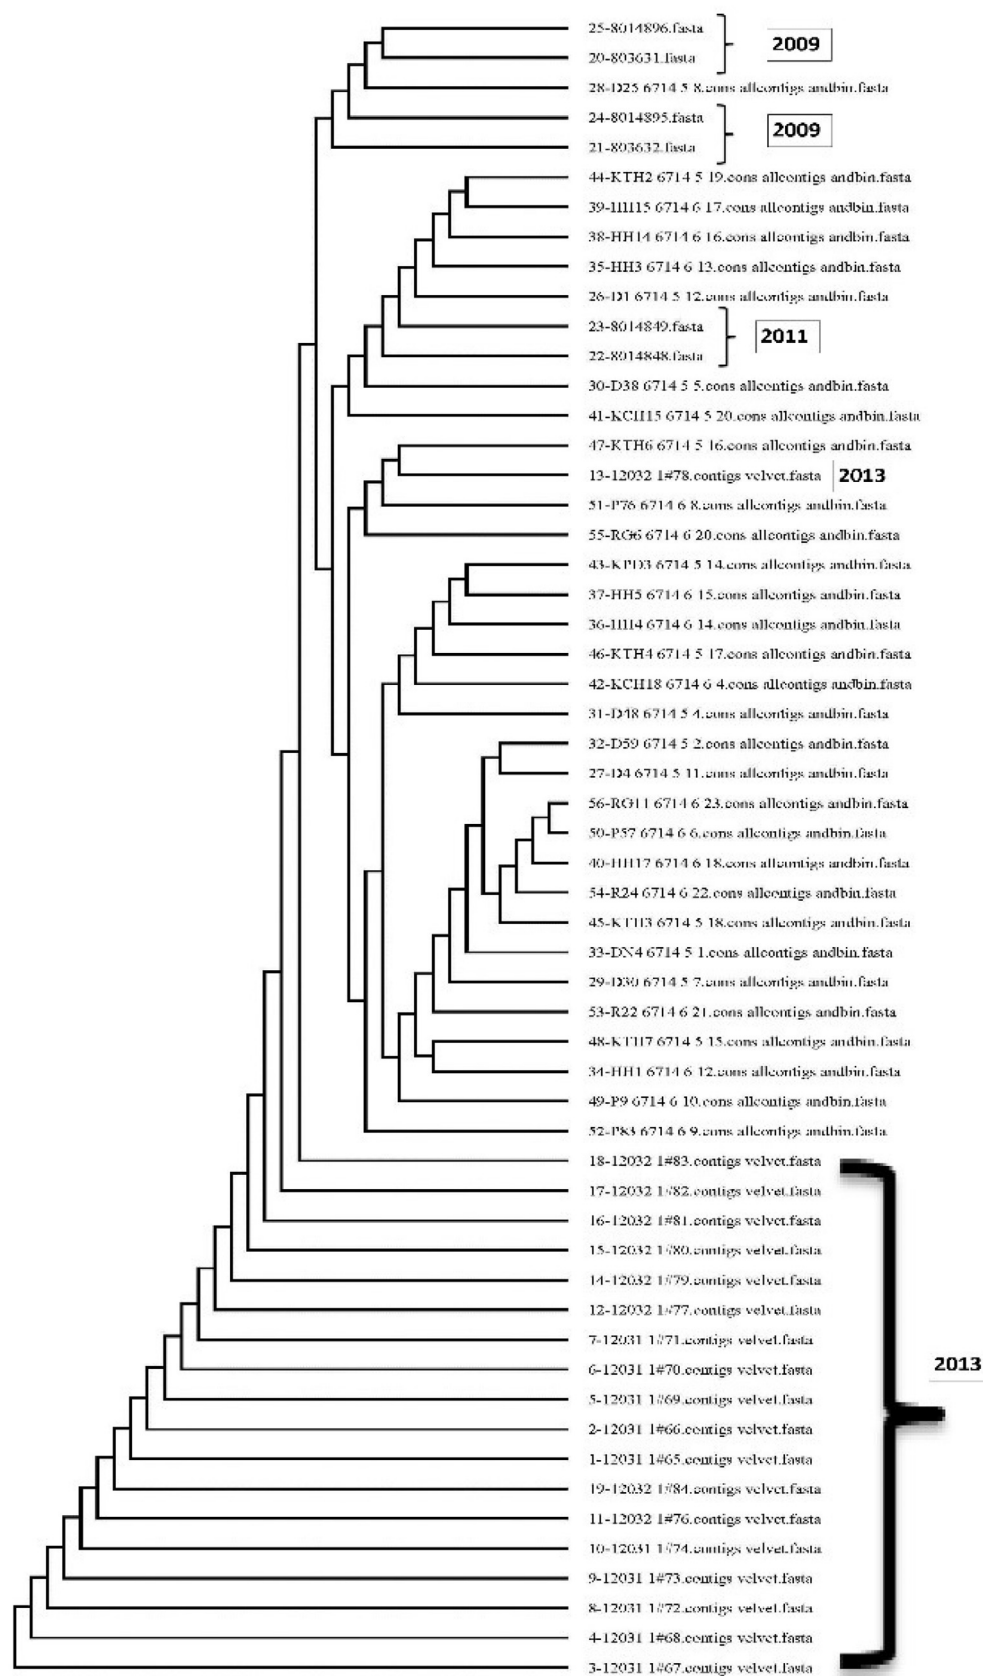 25-8014896.fasta
20-803631.fasta
2009
28-D25 6714 5 8.cons allcontigs andbin.fasta
24-8014895.fasta
21-803632.fasta
2009
44-KTH2 6714 5 19.cons allcontigs andbin.fasta
39-HH15 6714 6 17.cons allcontigs andbin.fasta
38-HH14 6714 6 16.cons allcontigs andbin.fasta
35-HH3 6714 6 13.cons allcontigs andbin.fasta
26-D1 6714 5 12.cons allcontigs andbin.fasta
23-8014849.fasta
22-8014848.fasta
2011
30-D38 6714 5 5.cons allcontigs andbin.fasta
41-KCH15 6714 5 20.cons allcontigs andbin.fasta
47-KTH6 6714 5 16.cons allcontigs andbin.fasta
13-12032 1#78.contigs velvet.fasta 2013
51-P76 6714 6 8.cons allcontigs andbin.fasta
55-RG6 6714 6 20.cons allcontigs andbin.fasta
43-KPD3 6714 5 14.cons allcontigs andbin.fasta
37-HH5 6714 6 15.cons allcontigs andbin.fasta
36-HH4 6714 6 14.cons allcontigs andbin.fasta
46-KTH4 6714 5 17.cons allcontigs andbin.fasta
42-KCH18 6714 6 4.cons allcontigs andbin.fasta
31-D48 6714 5 4.cons allcontigs andbin.fasta
32-D59 6714 5 2.cons allcontigs andbin.fasta
27-D4 6714 5 11.cons allcontigs andbin.fasta
56-RG11 6714 6 23.cons allcontigs andbin.fasta
50-P57 6714 6 6.cons allcontigs andbin.fasta
40-HH17 6714 6 18.cons allcontigs andbin.fasta
54-R24 6714 6 22.cons allcontigs andbin.fasta
45-KTH3 6714 5 18.cons allcontigs andbin.fasta
33-DN4 6714 5 1.cons allcontigs andbin.fasta
29-D30 6714 5 7.cons allcontigs andbin.fasta
53-R22 6714 6 21.cons allcontigs andbin.fasta
48-KTH7 6714 5 15.cons allcontigs andbin.fasta
34-HH1 6714 6 12.cons allcontigs andbin.fasta
49-P9 6714 6 10.cons allcontigs andbin.fasta
52-P83 6714 6 9.cons allcontigs andbin.fasta
18-12032 1#83.contigs velvet.fasta
17-12032 1#82.contigs velvet.fasta
16-12032 1#81.contigs velvet.fasta
15-12032 1#80.contigs velvet.fasta
14-12032 1#79.contigs velvet.fasta
12-12032 1#77.contigs velvet.fasta
7-12031 1#71.contigs velvet.fasta
6-12031 1#70.contigs velvet.fasta
2013
5-12031 1#69.contigs velvet.fasta
2-12031 1#66.contigs velvet.fasta
1-12031 1#65.contigs velvet.fasta
19-12032 1#84.contigs velvet.fasta
11-12032 1#76.contigs velvet.fasta
10-12031 1#74.contigs velvet.fasta
9-12031 1#73.contigs velvet.fasta
8-12031 1#72.contigs velvet.fasta
4-12031 1#68.contigs velvet.fasta
3-12031 1#67.contigs velvet.fasta